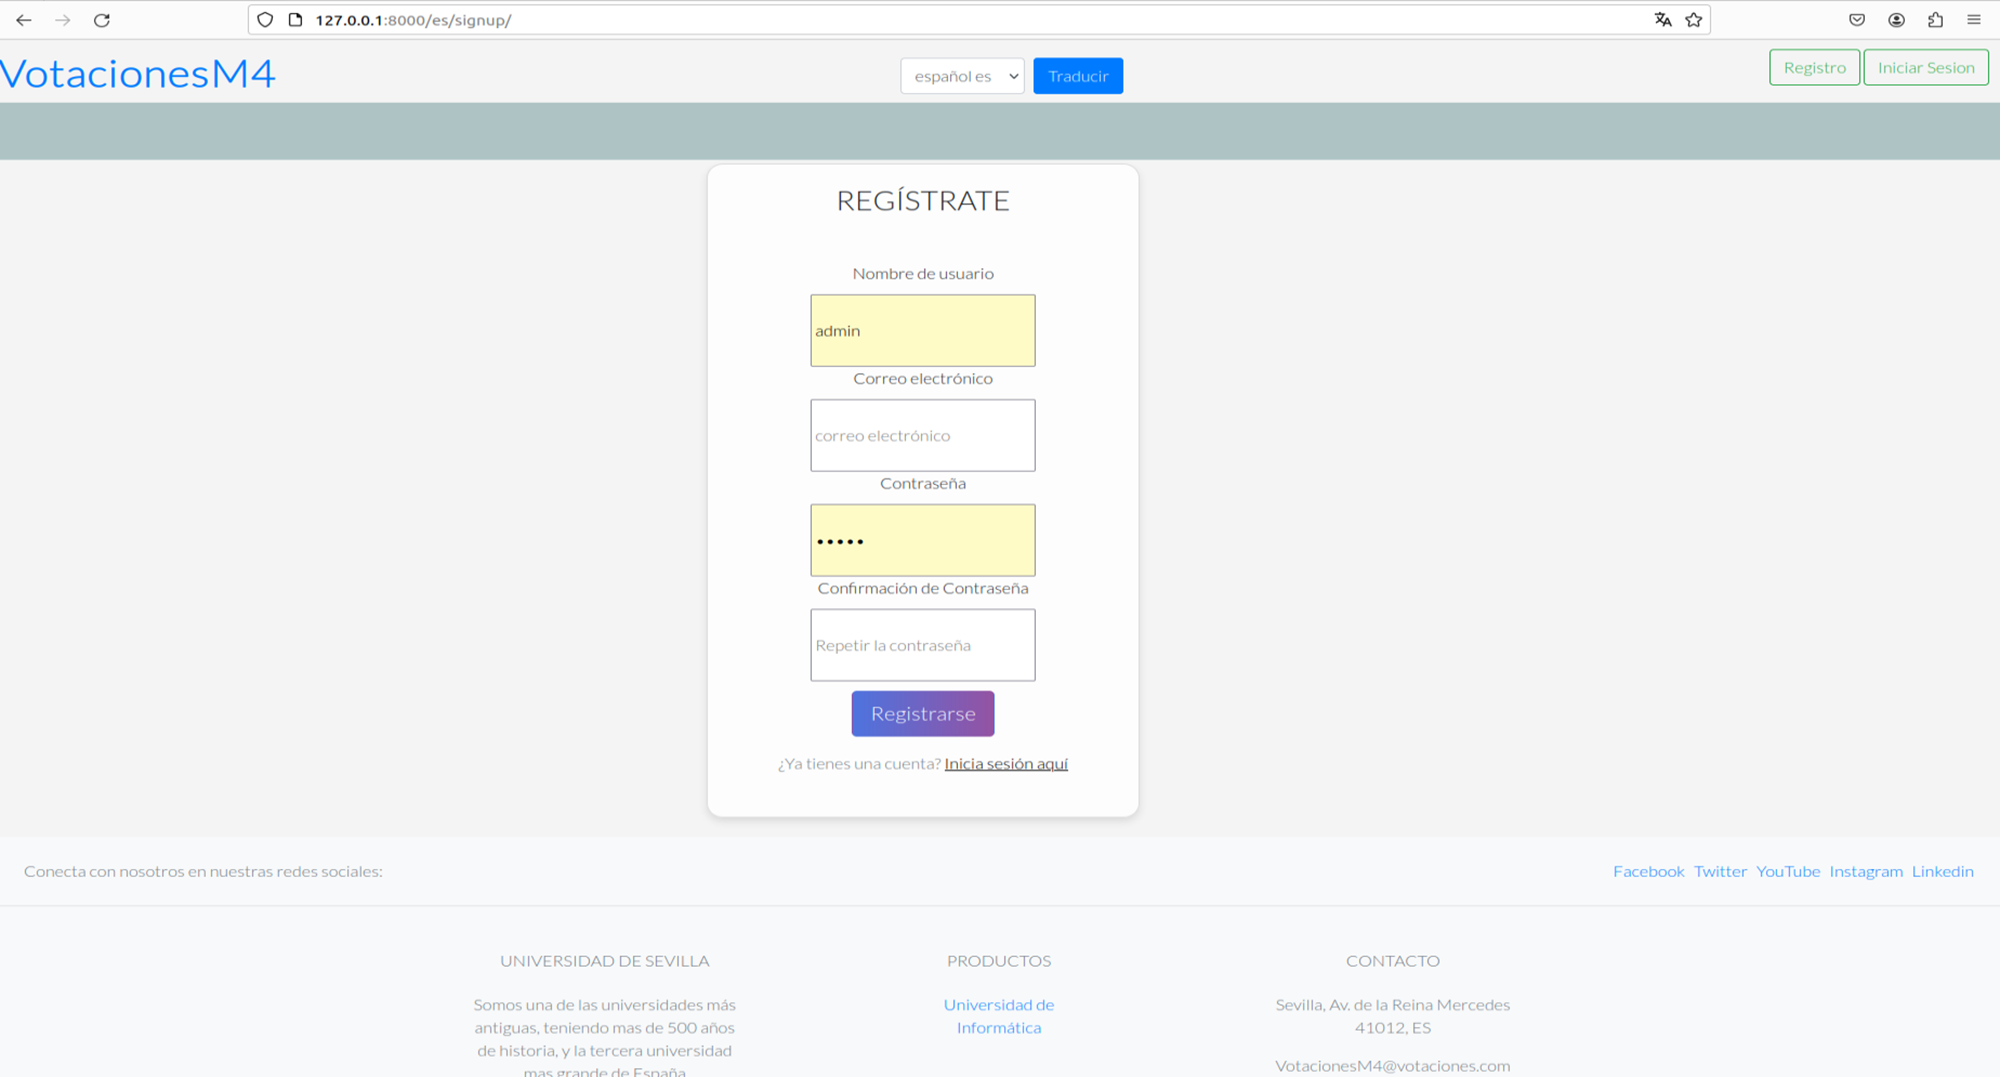 127.0.0.1:8000/es/signup/
VotacionesM4
español es
Traducir
Registro
Iniciar Sesion
REGÍSTRATE
Nombre de usuario
admin
Correo electrónico
correo electrónico
Contraseña
•••••
Confirmación de Contraseña
Repetir la contraseña
Registrarse
¿Ya tienes una cuenta? Inicia sesión aquí
Conecta con nosotros en nuestras redes sociales:
Facebook Twitter YouTube Instagram Linkedin
UNIVERSIDAD DE SEVILLA
Somos una de las universidades más
antiguas, teniendo mas de 500 años
de historia, y la tercera universidad
mas grande de España
PRODUCTOS
Universidad de
Informática
CONTACTO
Sevilla, Av. de la Reina Mercedes
41012, ES
VotacionesM4@votaciones.com